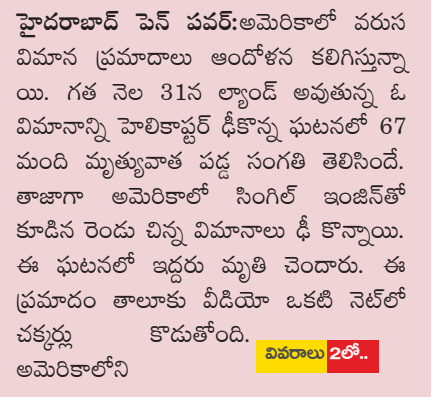 హైదరాబాద్ పెన్ పవర్:అమెరికాలో వరుస
విమాన ప్రమాదాలు ఆందోళన కలిగిస్తున్నా
యి. గత నెల 31న ల్యాండ్ అవుతున్న ఓ
విమానాన్ని హెలికాప్టర్ ఢీకొన్న ఘటనలో 67
మంది మృత్యువాత పడ్డ సంగతి తెలిసిందే.
తాజాగా అమెరికాలో సింగిల్ ఇంజిన్‌తో
కూడిన రెండు చిన్న విమానాలు ఢీ కొన్నాయి.
ఈ ఘటనలో ఇద్దరు మృతి చెందారు. ఈ
ప్రమాదం తాలూకు వీడియో ఒకటి నెట్‌లో
చక్కర్లు కొడుతోంది.
అమెరికాలోని
వివరాలు 2లో..